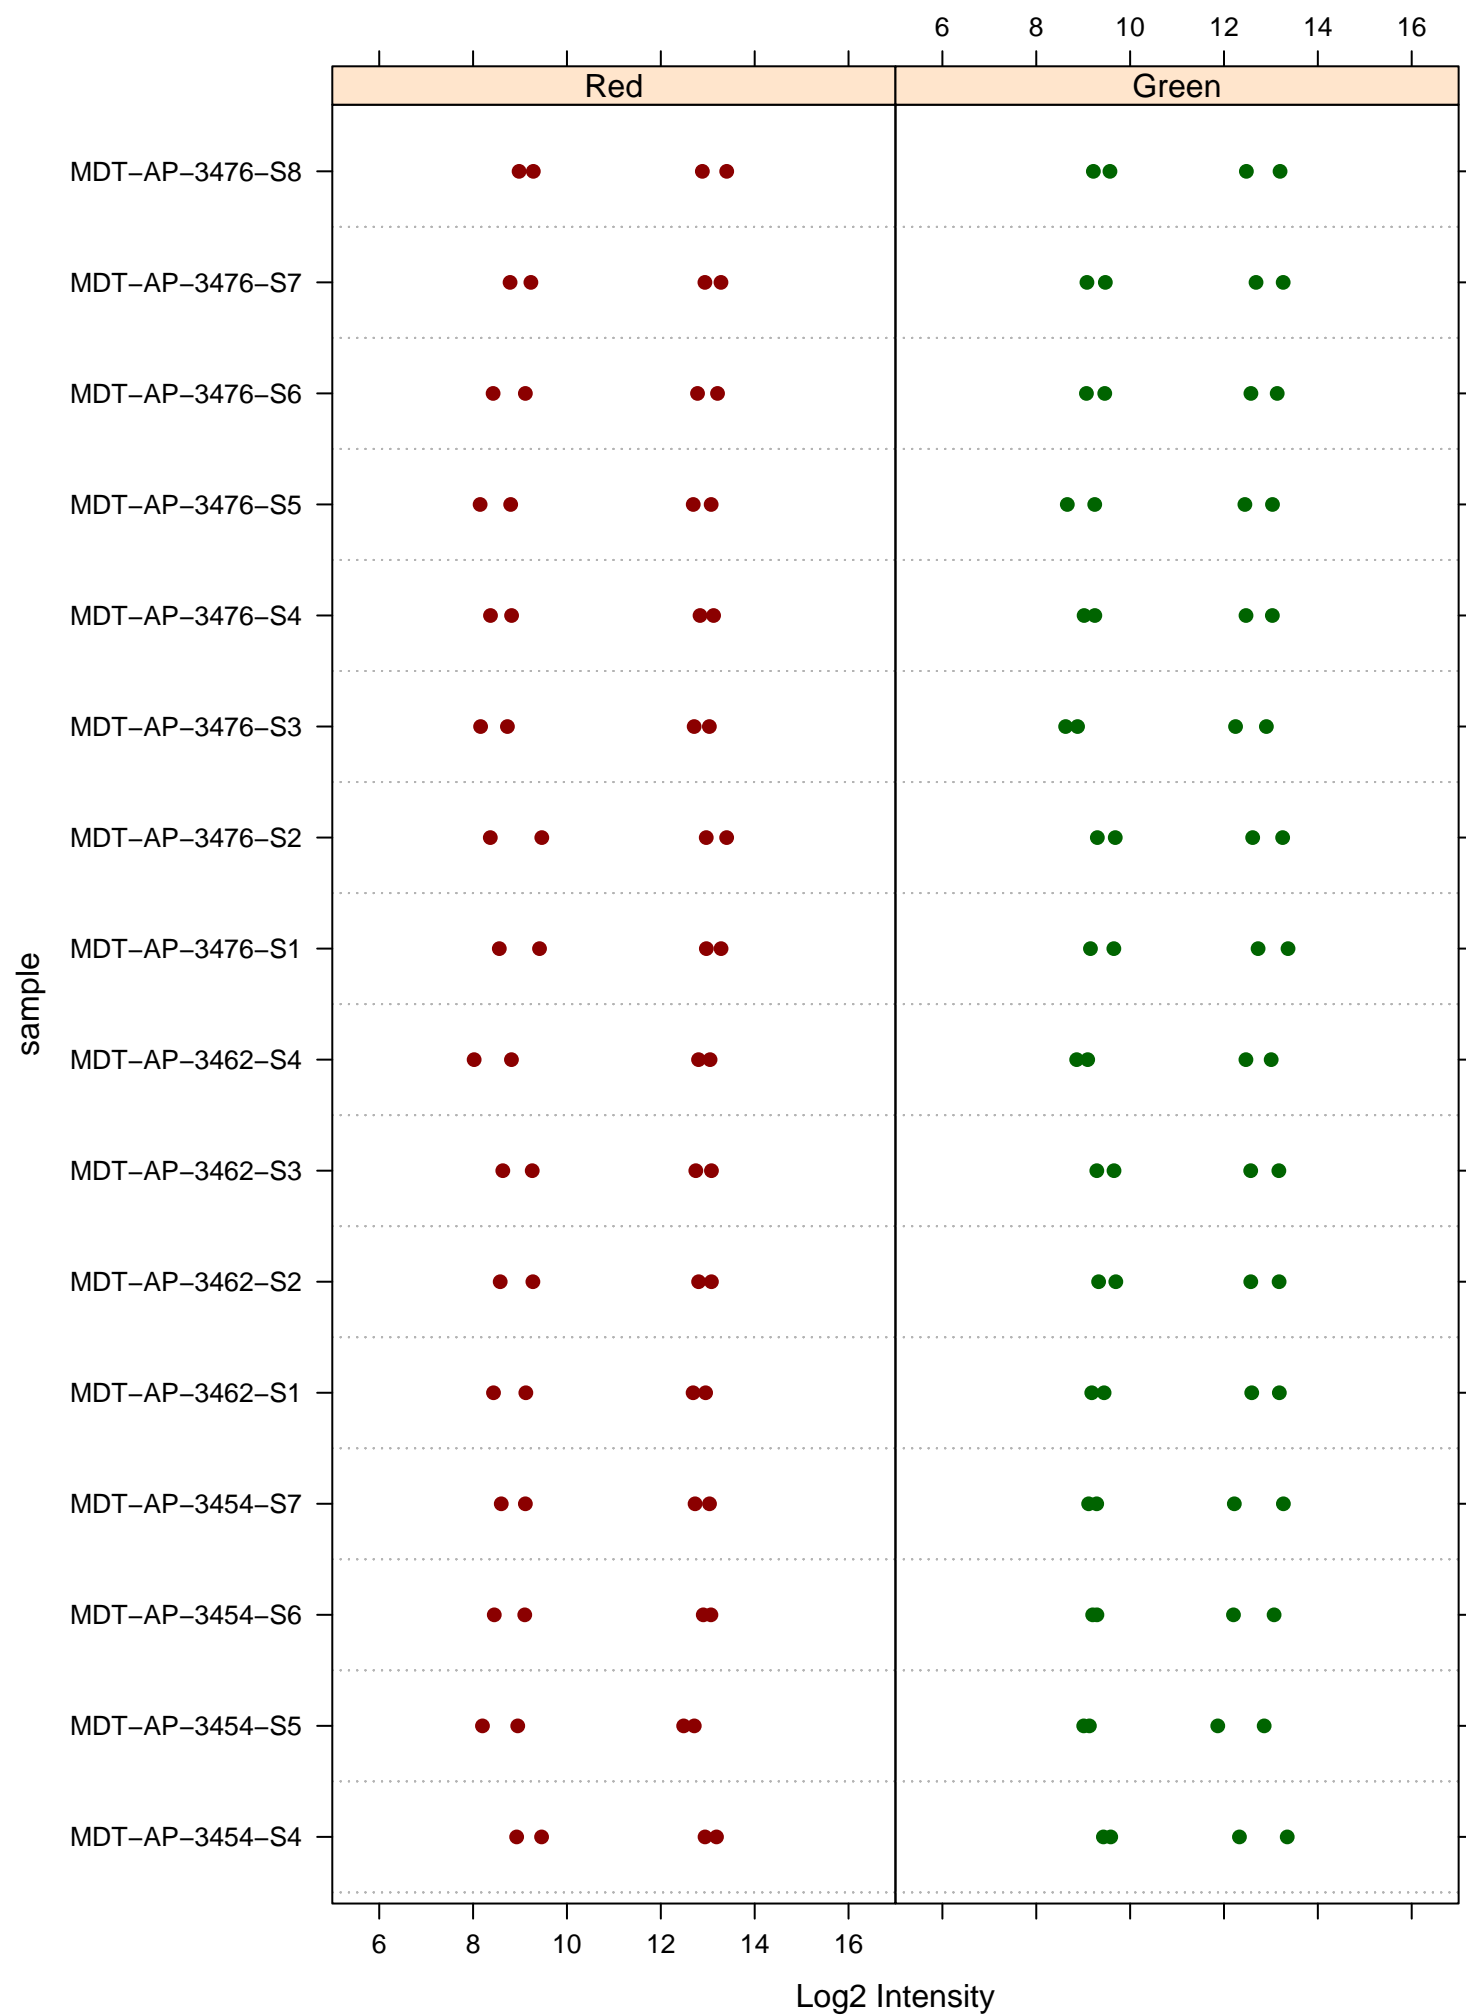 6 8 10 12 14 16
Red Green
MDT−AP−3476−S8
MDT−AP−3476−S7
MDT−AP−3476−S6
MDT−AP−3476−S5
MDT−AP−3476−S4
MDT−AP−3476−S3
MDT−AP−3476−S2
MDT−AP−3476−S1
MDT−AP−3462−S4
MDT−AP−3462−S3
MDT−AP−3462−S2
MDT−AP−3462−S1
MDT−AP−3454−S7
MDT−AP−3454−S6
MDT−AP−3454−S5
MDT−AP−3454−S4
sample
6 8 10 12 14 16
Log2 Intensity